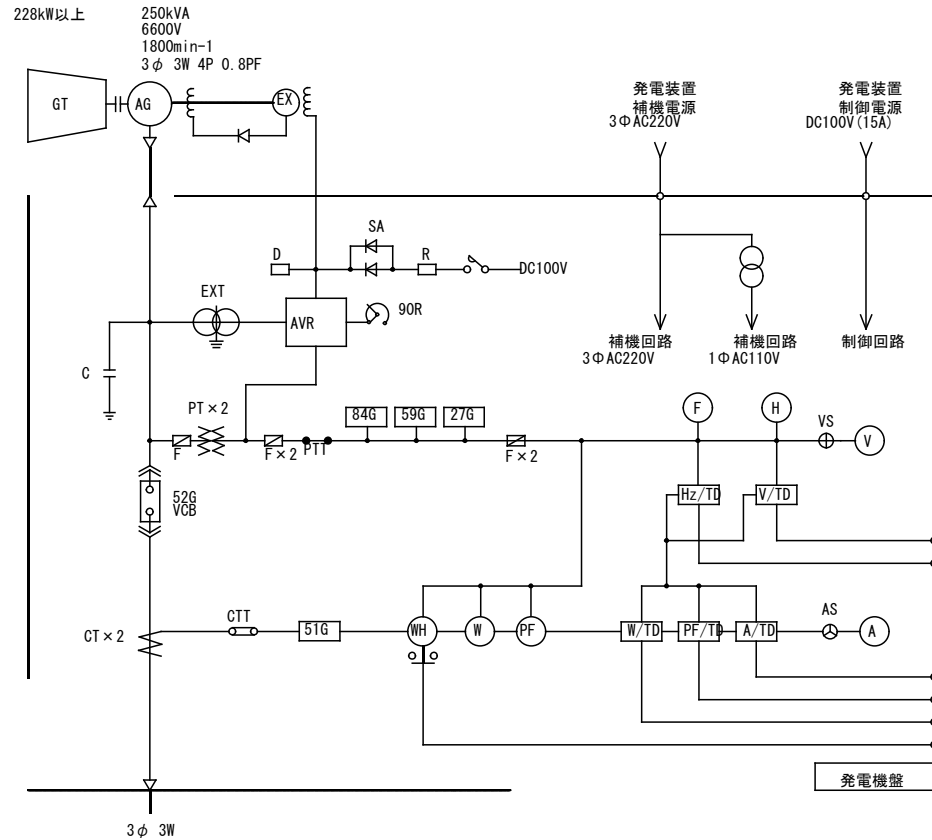 228kW以上
250kVA
6600V
1800min-1
3φ 3W 4P 0.8PF
GT
AG
EX
発電装置
補機電源
3ΦAC220V
発電装置
制御電源
DC100V(15A)
SA
D
R
DC100V
EXT
AVR
90R
補機回路
3ΦAC220V
補機回路
1ΦAC110V
制御回路
C
PT×2
84G
59G
27G
F
H
VS
V
F
F×2
PTT
F×2
52G
VCB
Hz/TD
V/TD
CT×2
CTT
51G
WH
W
PF
W/TD
PF/TD
A/TD
AS
A
発電機盤
3φ 3W